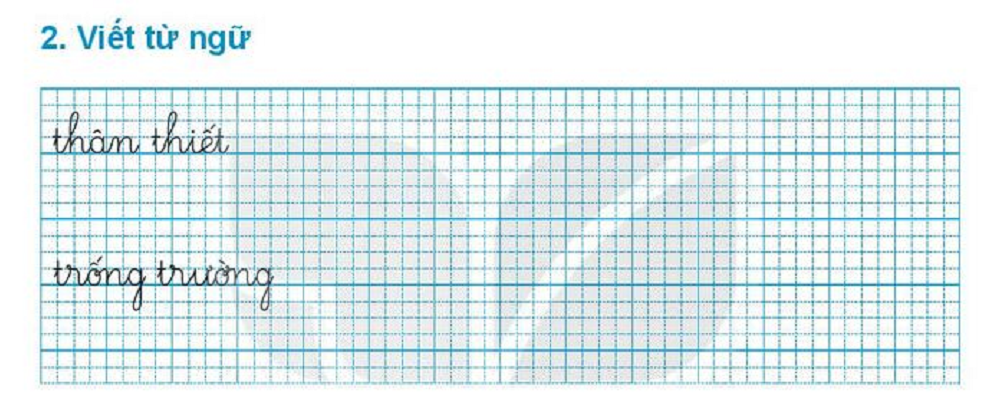 2. Viết từ ngữ
thân thiết
trống trường